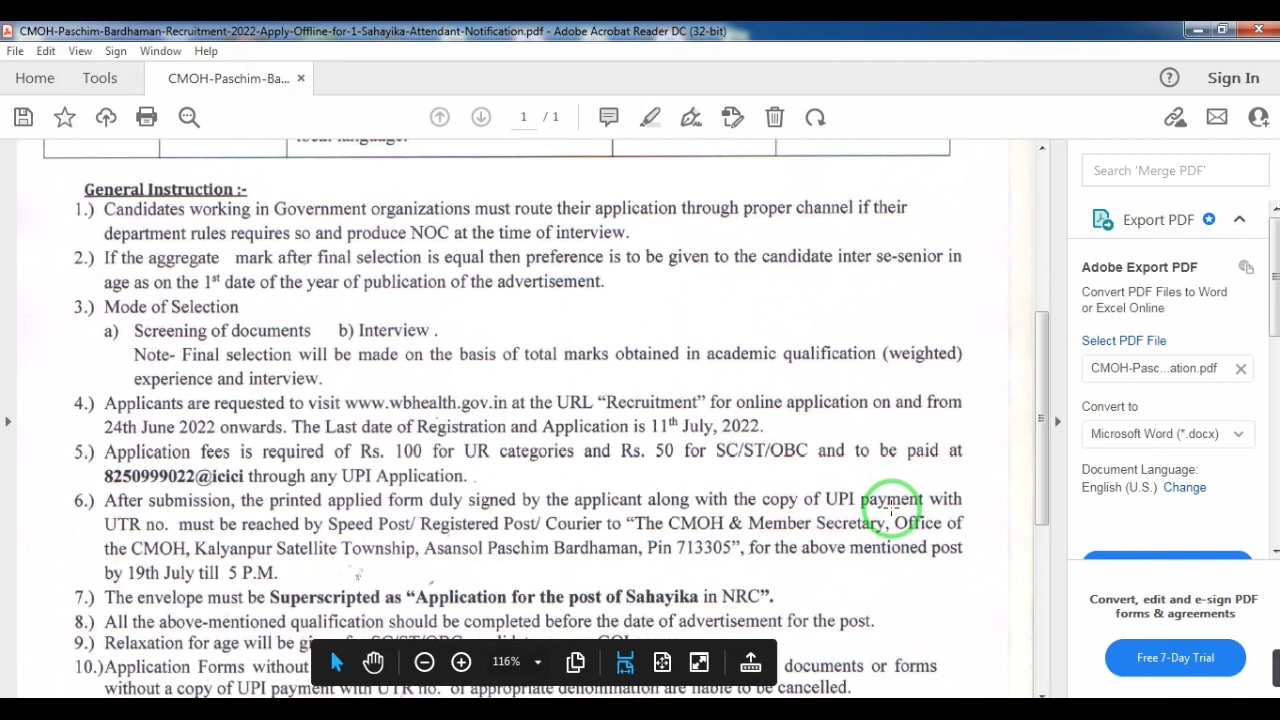 CMOH-Paschim-Bardhaman-Recruitment-2022-Apply-Offline-for-1-Sahayika-Attendant-Notification.pdf - Adobe Acrobat Reader DC (32-bit)
File Edit View Sign Window Help
Home Tools CMOH-Paschim-Ba... × Sign In
1 / 1
Search 'Merge PDF'
Export PDF
Adobe Export PDF
Convert PDF Files to Word
or Excel Online
Select PDF File
CMOH-Pasc...ation.pdf
Convert to
Microsoft Word (*.docx)
Document Language:
English (U.S.) Change
Convert, edit and e-sign PDF
forms & agreements
Free 7-Day Trial
local language.
General Instruction :-
1.) Candidates working in Government organizations must route their application through proper channel if their
department rules requires so and produce NOC at the time of interview.
2.) If the aggregate mark after final selection is equal then preference is to be given to the candidate inter se-senior in
age as on the 1st date of the year of publication of the advertisement.
3.) Mode of Selection
a) Screening of documents b) Interview .
Note- Final selection will be made on the basis of total marks obtained in academic qualification (weighted)
experience and interview.
4.) Applicants are requested to visit www.wbhealth.gov.in at the URL “Recruitment” for online application on and from
24th June 2022 onwards. The Last date of Registration and Application is 11th July, 2022.
5.) Application fees is required of Rs. 100 for UR categories and Rs. 50 for SC/ST/OBC and to be paid at
8250999022@icici through any UPI Application.
6.) After submission, the printed applied form duly signed by the applicant along with the copy of UPI payment with
UTR no. must be reached by Speed Post/ Registered Post/ Courier to “The CMOH & Member Secretary, Office of
the CMOH, Kalyanpur Satellite Township, Asansol Paschim Bardhaman, Pin 713305”, for the above mentioned post
by 19th July till 5 P.M.
7.) The envelope must be Superscripted as “Application for the post of Sahayika in NRC”.
8.) All the above-mentioned qualification should be completed before the date of advertisement for the post.
9.) Relaxation for age will be
10.)Application Forms without documents or forms
without a copy of UPI payment with UTR no. of appropriate denomination are liable to be cancelled.
116%